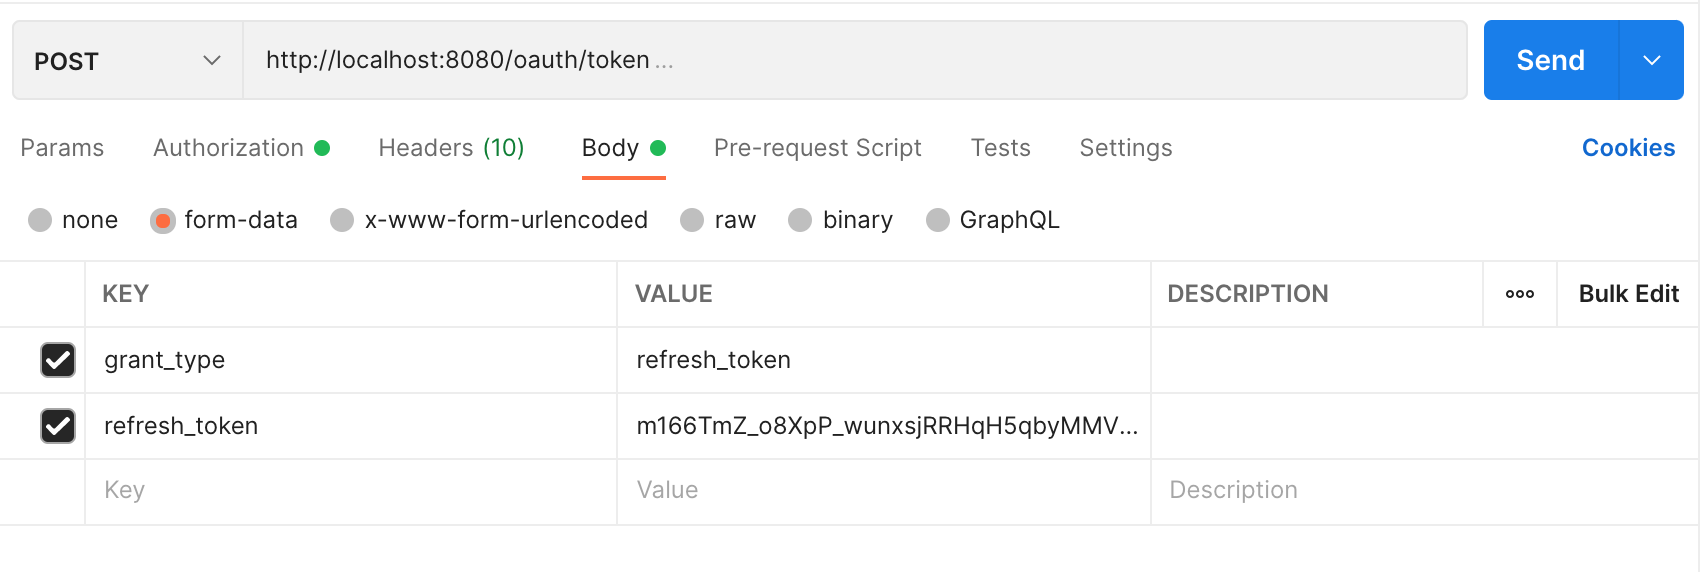 POST http://localhost:8080/oauth/token ... Send
Params Authorization Headers (10) Body Pre-request Script Tests Settings Cookies
none form-data x-www-form-urlencoded raw binary GraphQL
KEY VALUE DESCRIPTION ooo Bulk Edit
grant_type refresh_token
refresh_token m166TmZ_o8XpP_wunxsjRRHqH5qbyMMV...
Key Value Description